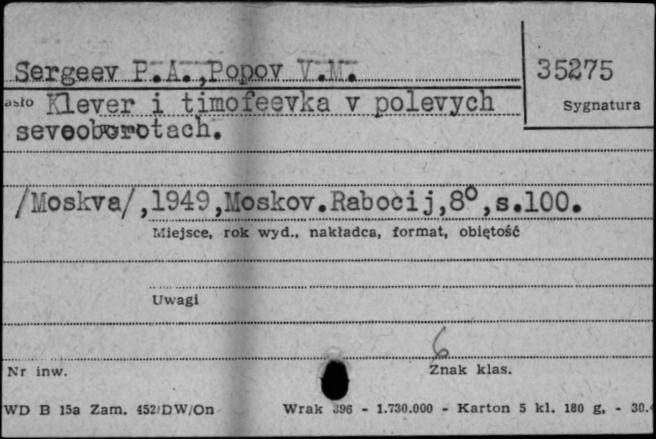 Sergeev P.A.,Popov V.M.
35275
asło Klever i timofeevka v polevych
Sygnatura
seveoborotach.
/Moskva/,1949,Moskov.Rabočij,8°,s.100.
Miejsce, rok wyd., nakładca, format, obiętość
Uwagi
6
Nr inw.
Znak klas.
WD B 15a Zam. 452/DW/On Wrak 396 - 1.730.000 - Karton 5 kl. 180 g. - 30.